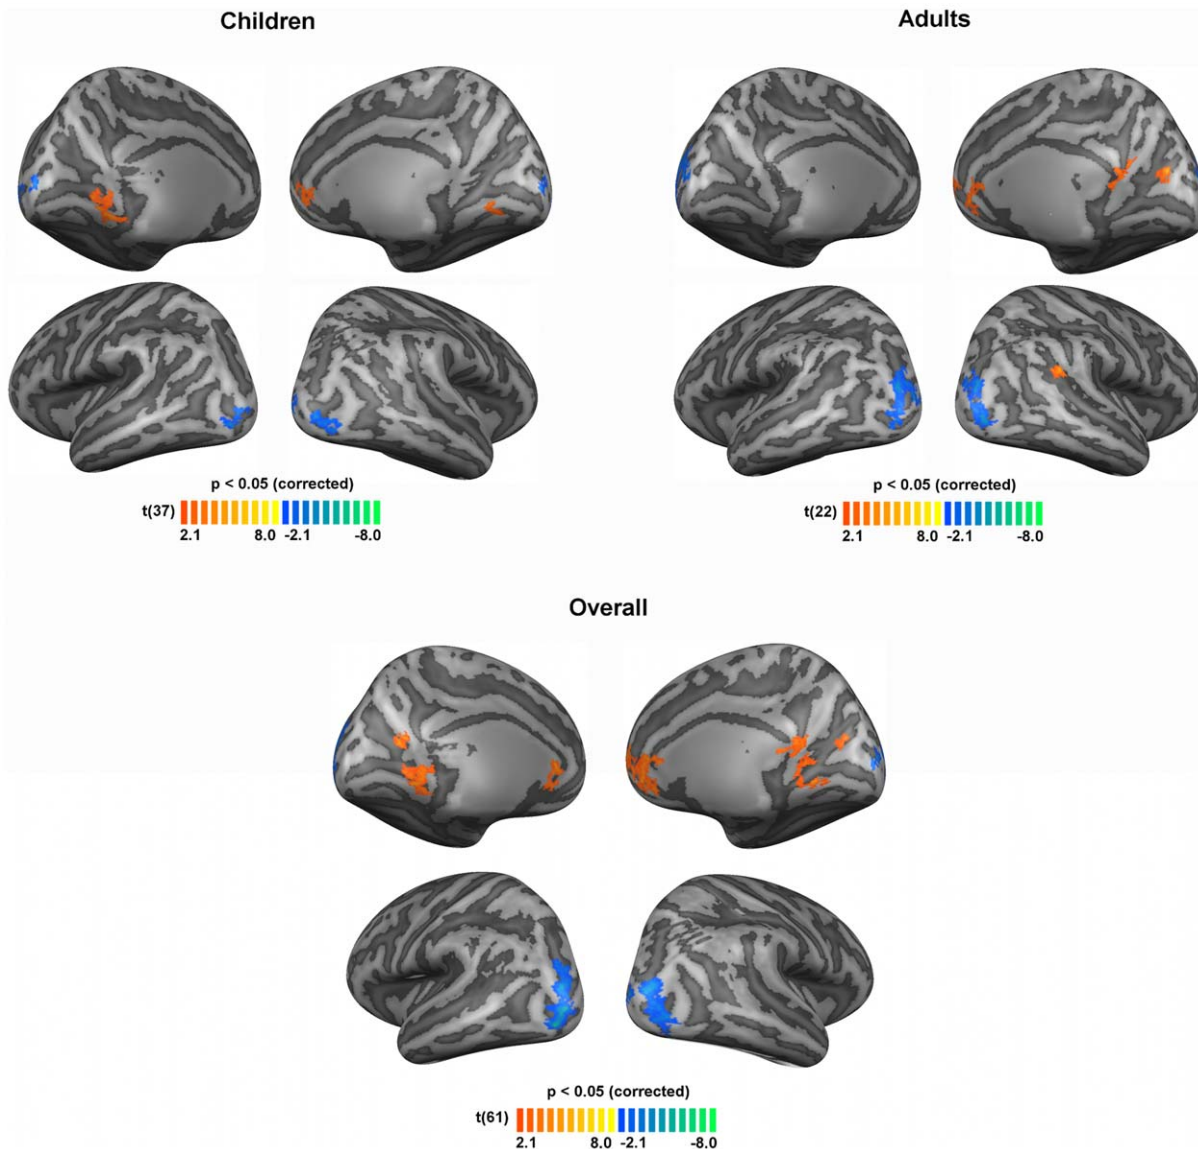 Children
Adults
p < 0.05 (corrected)
t(37)
2.1 8.0 -2.1 -8.0
p < 0.05 (corrected)
t(22)
2.1 8.0 -2.1 -8.0
Overall
p < 0.05 (corrected)
t(61)
2.1 8.0 -2.1 -8.0